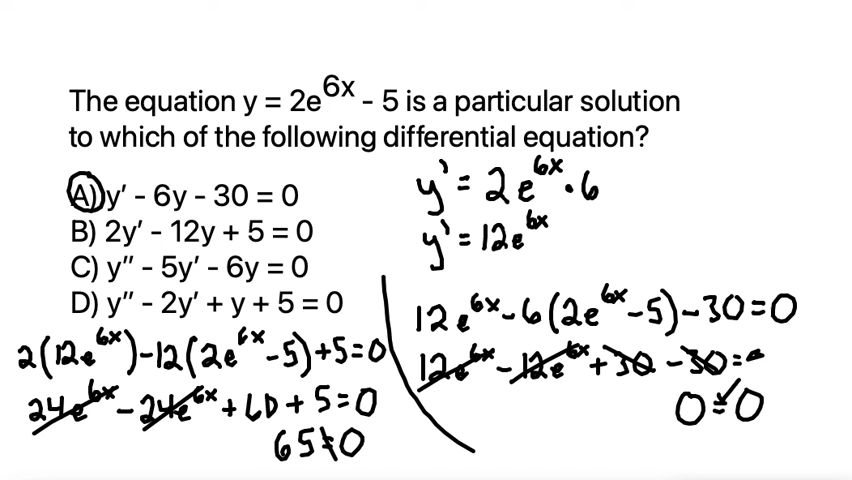 The equation y = 2e^6x - 5 is a particular solution
to which of the following differential equation?
A) y′ - 6y - 30 = 0
B) 2y′ - 12y + 5 = 0
C) y″ - 5y′ - 6y = 0
D) y″ - 2y′ + y + 5 = 0
y' = 2e^6x · 6
y' = 12e^6x
12e^6x - 6(2e^6x - 5) - 30 = 0
12e^6x - 12e^6x + 30 - 30 = 0
0 = 0
2(12e^6x) - 12(2e^6x - 5) + 5 = 0
24e^6x - 24e^6x + 60 + 5 = 0
65 ≠ 0